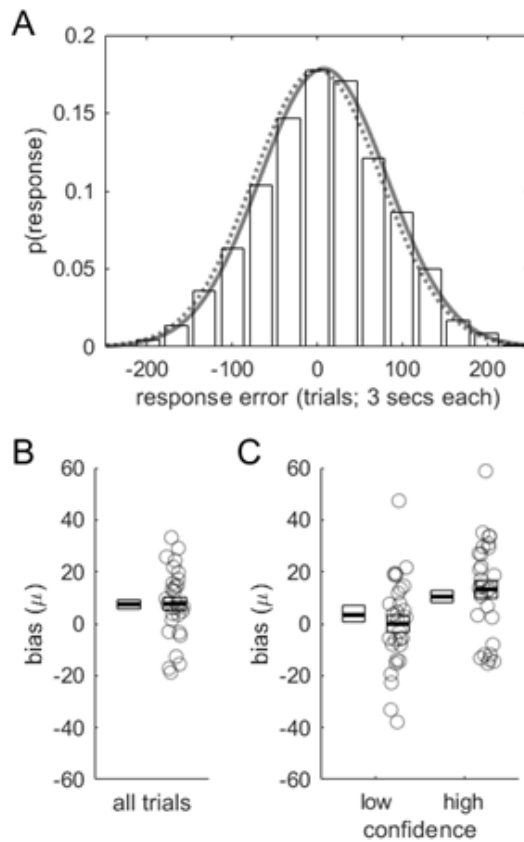 A
0.2
0.15
0.1
0.05
0
p(response)
-200 -100 0 100 200
response error (trials; 3 secs each)
B
60
40
20
0
-20
-40
-60
bias (μ)
all trials
C
60
40
20
0
-20
-40
-60
bias (μ)
low high
confidence